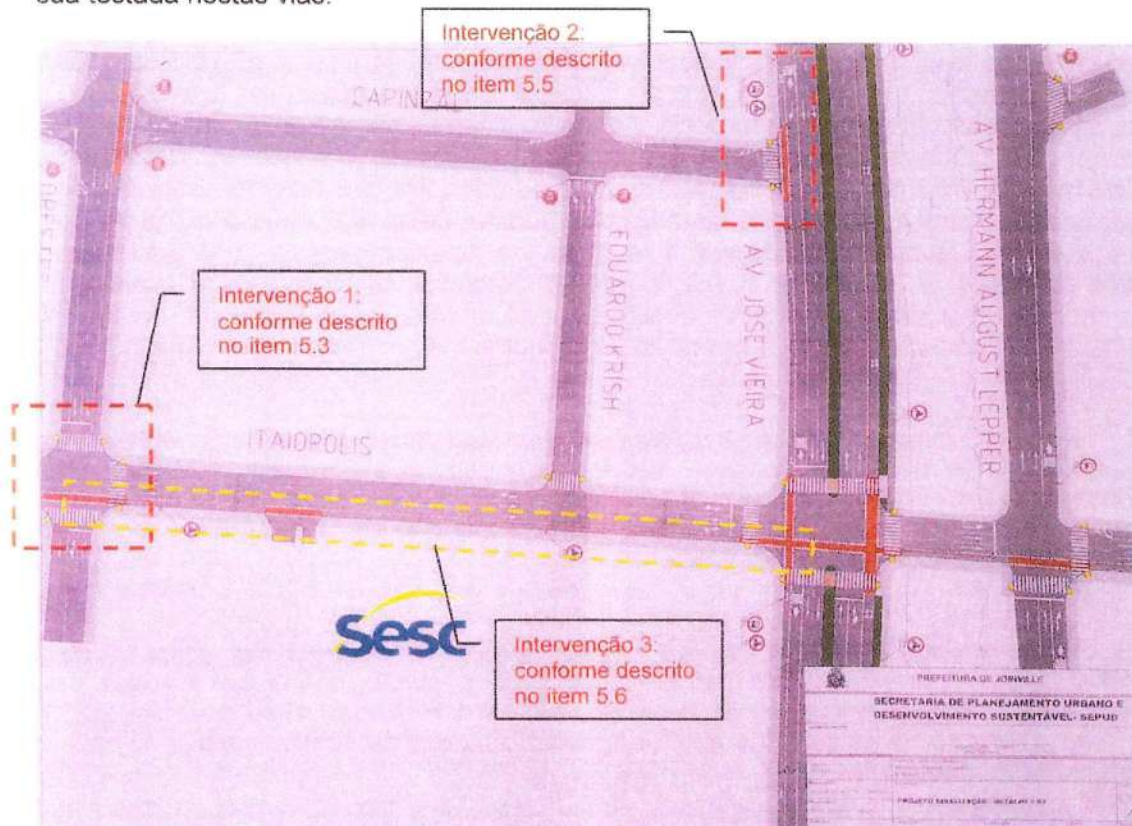 sua testada nestas vias.
Intervenção 2:
conforme descrito
no item 5.5
CAPINZAL
AV HERMANN AUGUST LEPPER
EDUARDO KRISH
AV JOSE VIEIRA
Intervenção 1:
conforme descrito
no item 5.3
ITAIOPOLIS
Sesc
Intervenção 3:
conforme descrito
no item 5.6
PREFEITURA DE JOINVILLE
SECRETARIA DE PLANEJAMENTO URBANO E
DESENVOLVIMENTO SUSTENTÁVEL- SEPUD